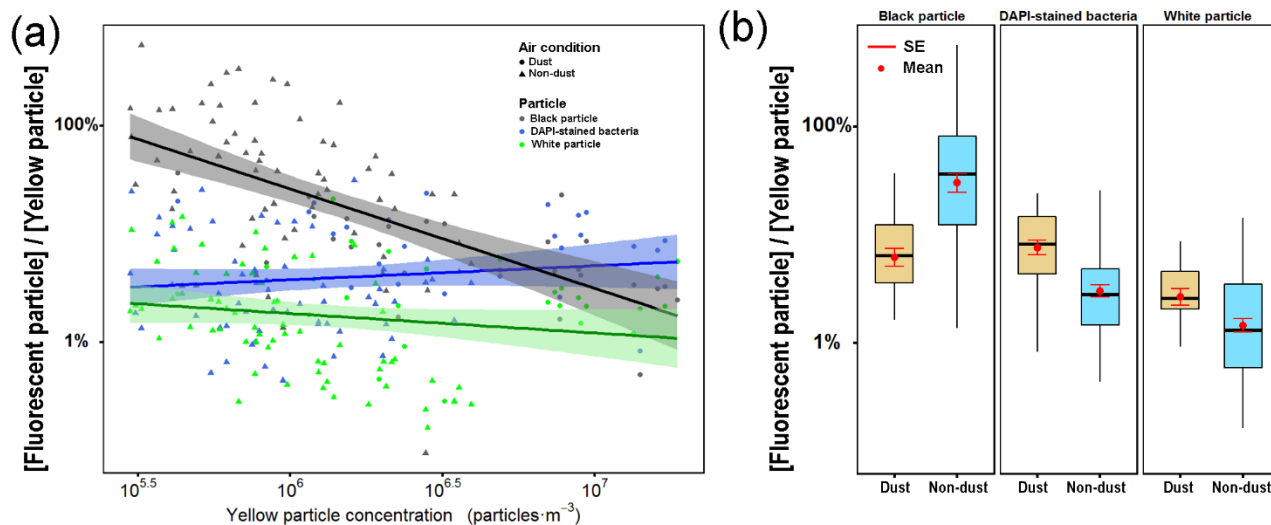 (a)
[Fluorescent particle] / [Yellow particle]
100%
1%
Air condition
Dust
Non-dust
Particle
Black particle
DAPI-stained bacteria
White particle
10^5.5
10^6
10^6.5
10^7
Yellow particle concentration (particles·m⁻³)
(b)
[Fluorescent particle] / [Yellow particle]
100%
1%
Black particle
DAPI-stained bacteria
White particle
SE
Mean
Dust
Non-dust
Dust
Non-dust
Dust
Non-dust